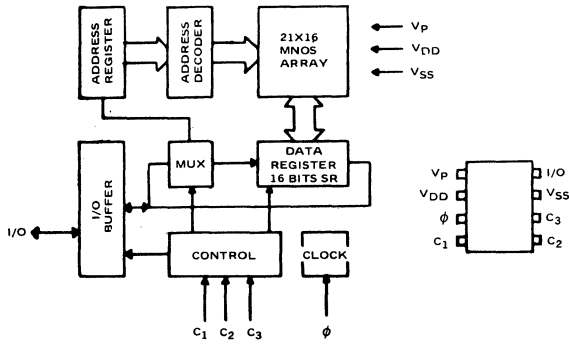 ADDRESS
REGISTER
ADDRESS
DECODER
21X16
MNOS
ARRAY
VP
VDD
VSS
I/O
BUFFER
MUX
DATA
REGISTER
16 BITS SR
I/O
CONTROL
CLOCK
C1 C2 C3 ϕ
VP I/O
VDD VSS
ϕ C3
C1 C2